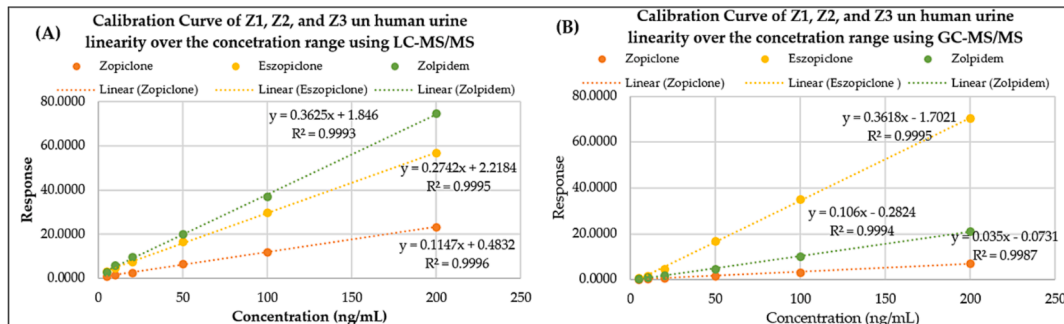 (A)
Calibration Curve of Z1, Z2, and Z3 un human urine
linearity over the concetration range using LC-MS/MS
Zopiclone Eszopiclone Zolpidem
Linear (Zopiclone) Linear (Eszopiclone) Linear (Zolpidem)
80.0000
60.0000
40.0000
20.0000
0.0000
Response
y = 0.3625x + 1.846
R² = 0.9993
y = 0.2742x + 2.2184
R² = 0.9995
y = 0.1147x + 0.4832
R² = 0.9996
0 50 100 150 200 250
Concentration (ng/mL)
(B)
Calibration Curve of Z1, Z2, and Z3 un human urine
linearity over the concetration range using GC-MS/MS
Zopiclone Eszopiclone Zolpidem
Linear (Zopiclone) Linear (Eszopiclone ) Linear (Zolpidem)
80.0000
60.0000
40.0000
20.0000
0.0000
Response
y = 0.3618x - 1.7021
R² = 0.9995
y = 0.106x - 0.2824
R² = 0.9994
y = 0.035x - 0.0731
R² = 0.9987
0 50 100 150 200 250
Concentration (ng/mL)